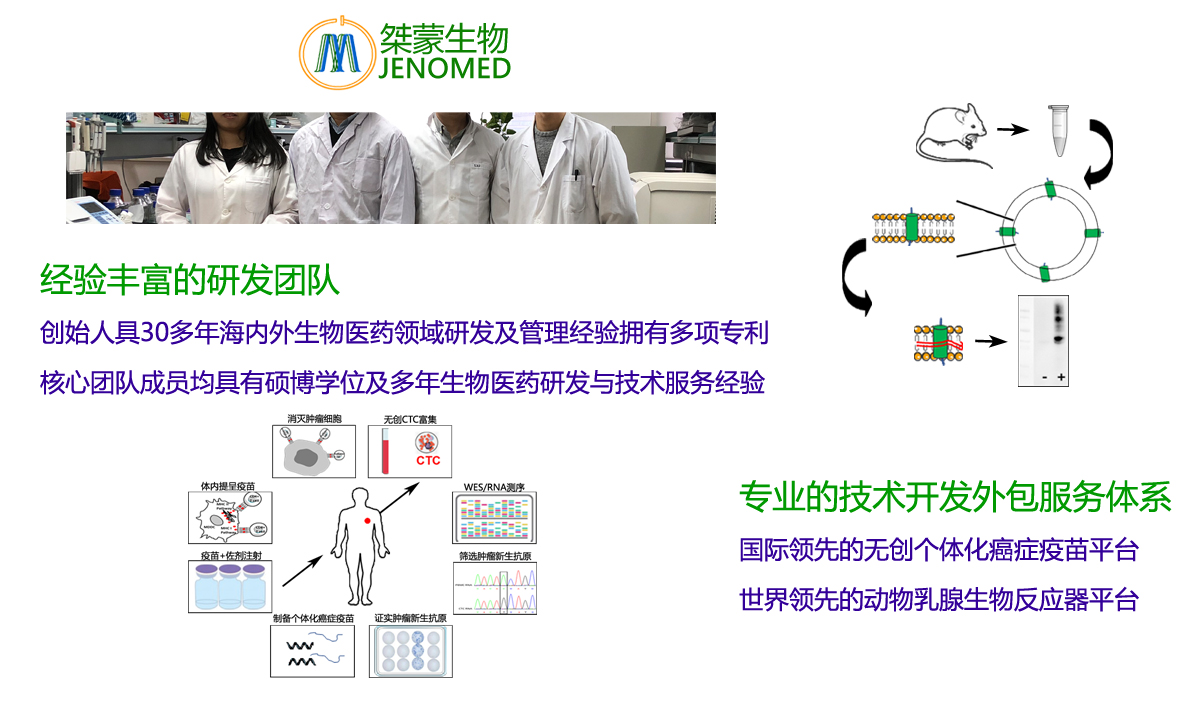 桀蒙生物
JENOMED
经验丰富的研发团队
创始人具30多年海内外生物医药领域研发及管理经验拥有多项专利
核心团队成员均具有硕博学位及多年生物医药研发与技术服务经验
消灭肿瘤细胞
无创CTC富集
CTC
体内提呈疫苗
WES/RNA测序
疫苗+佐剂注射
筛选肿瘤新生抗原
制备个体化癌症疫苗
证实肿瘤新生抗原
- +
专业的技术开发外包服务体系
国际领先的无创个体化癌症疫苗平台
世界领先的动物乳腺生物反应器平台